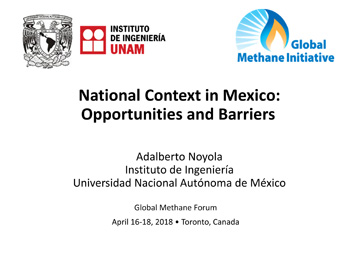 INSTITUTO
DE INGENIERÍA
UNAM
Global
Methane Initiative
National Context in Mexico:
Opportunities and Barriers
Adalberto Noyola
Instituto de Ingeniería
Universidad Nacional Autónoma de México
Global Methane Forum
April 16-18, 2018 • Toronto, Canada